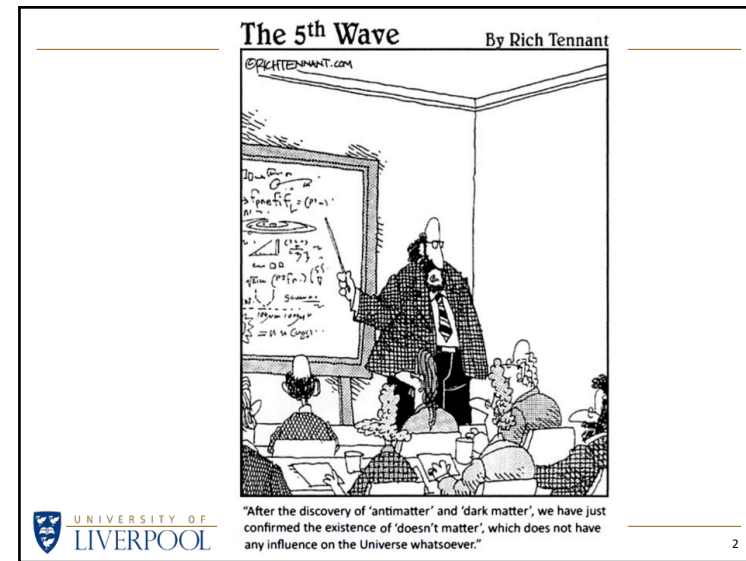 The 5th Wave
By Rich Tennant
©RICHTENNANT.COM
"After the discovery of 'antimatter' and 'dark matter', we have just
confirmed the existence of 'doesn't matter', which does not have
any influence on the Universe whatsoever."
UNIVERSITY OF
LIVERPOOL
2